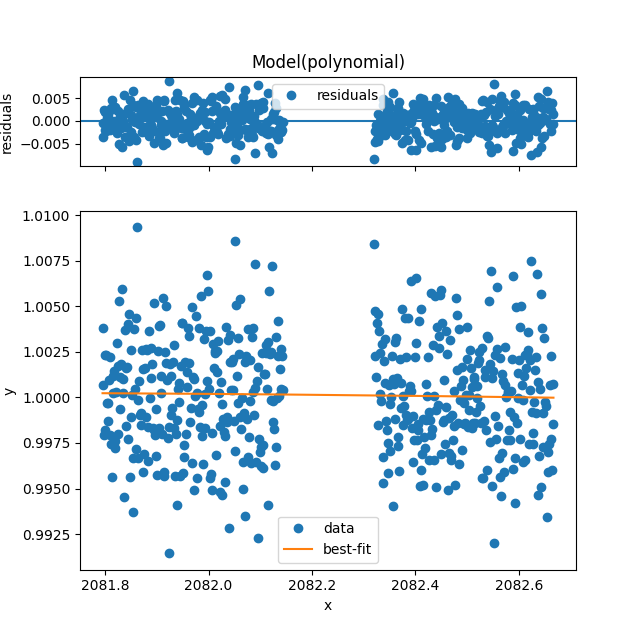 Model(polynomial)
residuals
0.005
0.000
−0.005
residuals
1.0100
1.0075
1.0050
1.0025
1.0000
0.9975
0.9950
0.9925
y
data
best-fit
2081.8 2082.0 2082.2 2082.4 2082.6
x